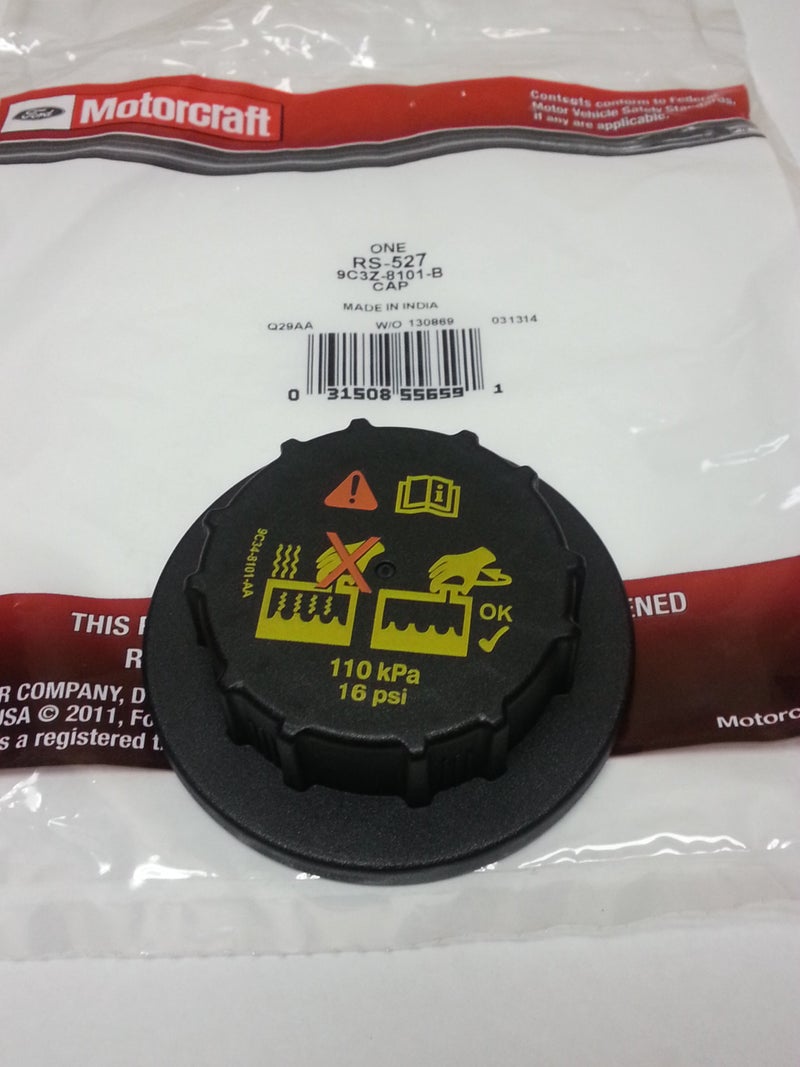 Ford Motorcraft
Contents conform to Federal
Motor Vehicle Safety Standards,
if any are applicable.
ONE
RS-527
9C3Z-8101-B
CAP
MADE IN INDIA
Q29AA W/O 130869 031314
0 31508 55659 1
9C34-8101-AA
OK
110 kPa
16 psi
THIS
ENED
R
R COMPANY, D
USA © 2011, Fo
s a registered t
Motorc